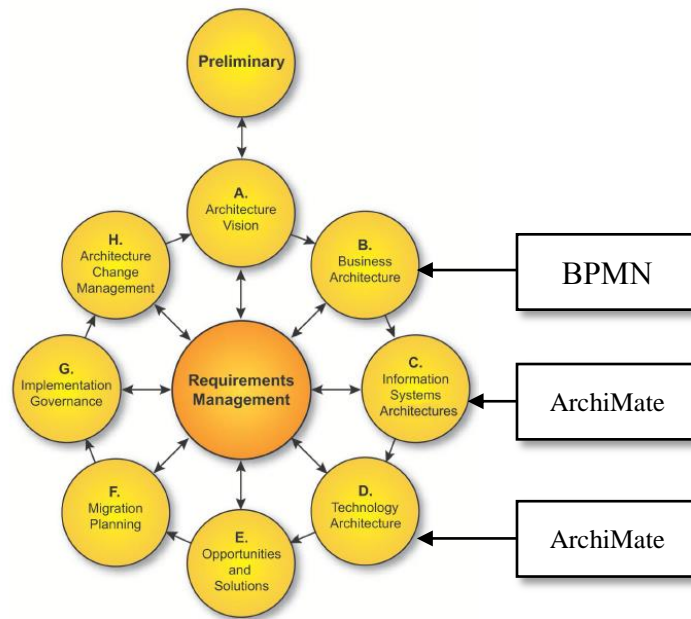 Preliminary
A.
Architecture
Vision
H.
Architecture
Change
Management
B.
Business
Architecture
BPMN
G.
Implementation
Governance
Requirements
Management
C.
Information
Systems
Architectures
ArchiMate
F.
Migration
Planning
D.
Technology
Architecture
ArchiMate
E.
Opportunities
and
Solutions